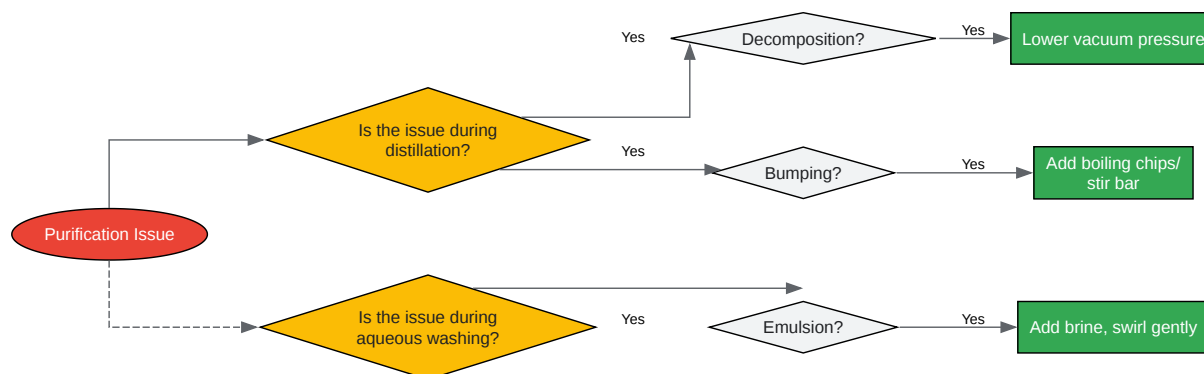 Yes
Decomposition?
Yes
Lower vacuum pressure
Is the issue during
distillation?
Yes
Bumping?
Yes
Add boiling chips/
stir bar
Purification Issue
Is the issue during
aqueous washing?
Yes
Emulsion?
Yes
Add brine, swirl gently